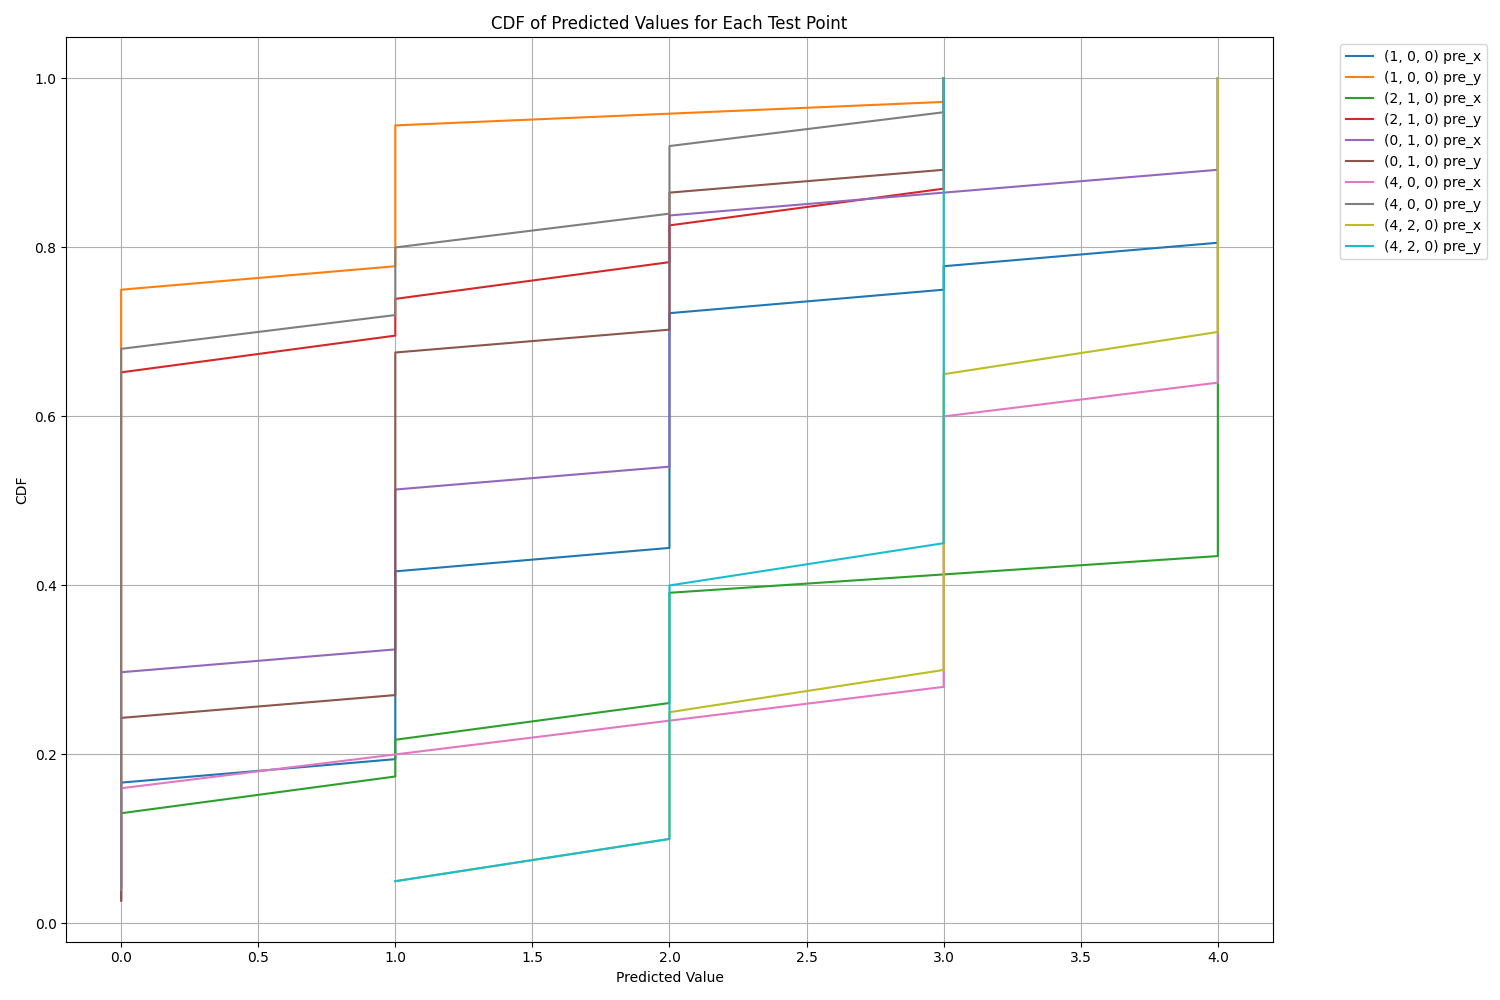 CDF of Predicted Values for Each Test Point
1.0
0.8
0.6
0.4
0.2
0.0
CDF
0.0 0.5 1.0 1.5 2.0 2.5 3.0 3.5 4.0
Predicted Value
(1, 0, 0) pre_x
(1, 0, 0) pre_y
(2, 1, 0) pre_x
(2, 1, 0) pre_y
(0, 1, 0) pre_x
(0, 1, 0) pre_y
(4, 0, 0) pre_x
(4, 0, 0) pre_y
(4, 2, 0) pre_x
(4, 2, 0) pre_y